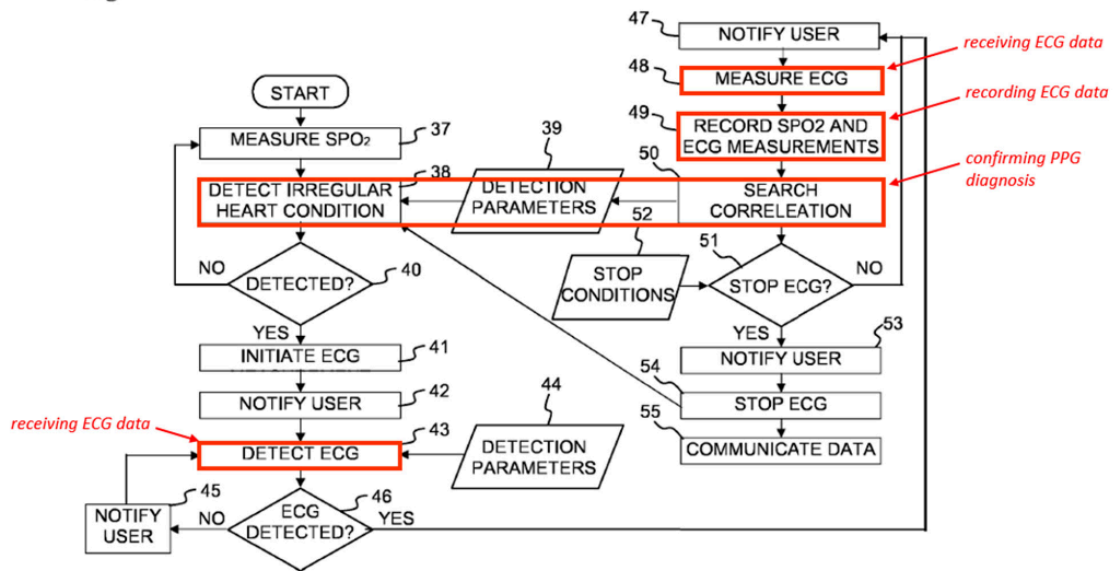 START
MEASURE SPO2
37
DETECT IRREGULAR
HEART CONDITION
38
39
DETECTION
PARAMETERS
NO
DETECTED?
40
YES
INITIATE ECG
41
NOTIFY USER
42
receiving ECG data
DETECT ECG
43
44
DETECTION
PARAMETERS
45
NOTIFY
USER
NO
ECG
DETECTED?
46
YES
47
NOTIFY USER
receiving ECG data
48
MEASURE ECG
recording ECG data
49
RECORD SPO2 AND
ECG MEASUREMENTS
confirming PPG
diagnosis
50
SEARCH
CORRELEATION
52
STOP
CONDITIONS
51
STOP ECG?
NO
YES
53
NOTIFY USER
54
STOP ECG
55
COMMUNICATE DATA